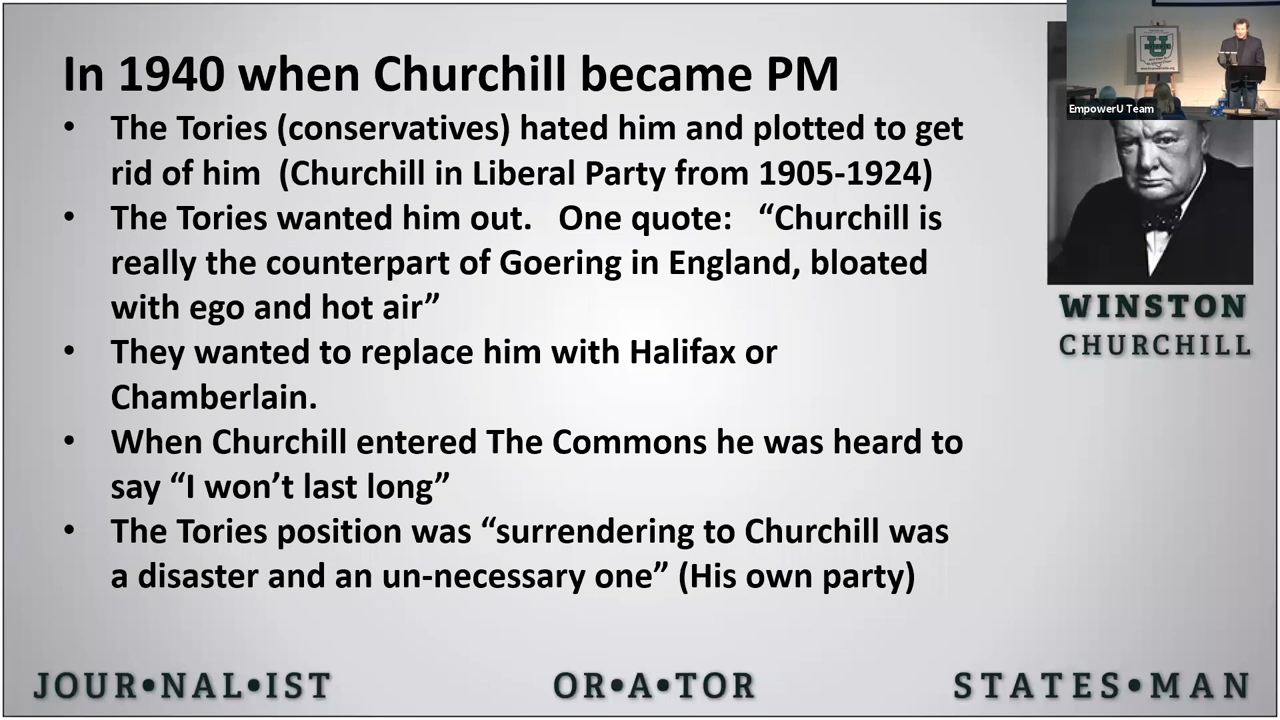 In 1940 when Churchill became PM
• The Tories (conservatives) hated him and plotted to get
rid of him  (Churchill in Liberal Party from 1905-1924)
• The Tories wanted him out.   One quote:   “Churchill is
really the counterpart of Goering in England, bloated
with ego and hot air”
• They wanted to replace him with Halifax or
Chamberlain.
• When Churchill entered The Commons he was heard to
say “I won’t last long”
• The Tories position was “surrendering to Churchill was
a disaster and an un-necessary one” (His own party)
EmpowerU Team
WINSTON
CHURCHILL
JOUR•NAL•IST
OR•A•TOR
STATES•MAN